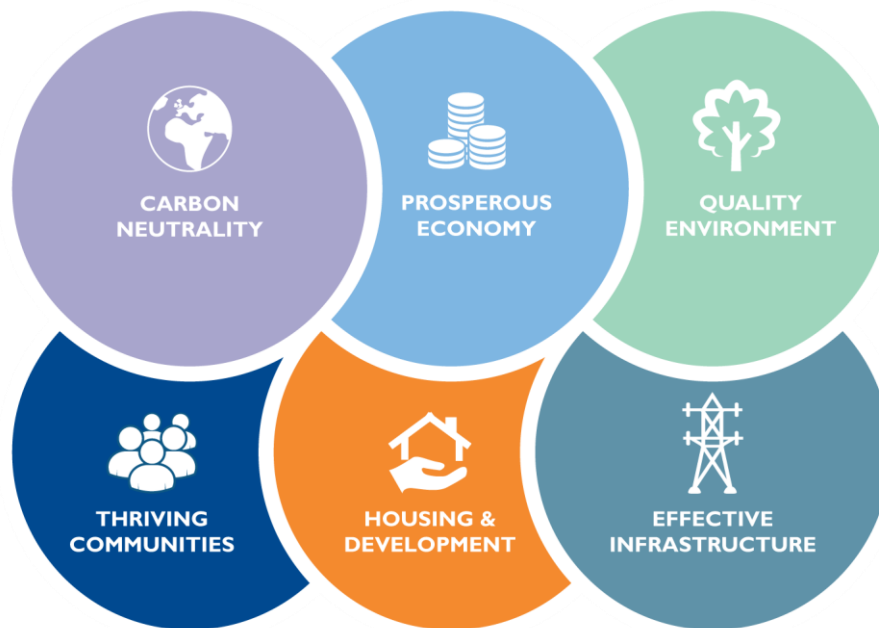 CARBON
NEUTRALITY
PROSPEROUS
ECONOMY
QUALITY
ENVIRONMENT
THRIVING
COMMUNITIES
HOUSING &
DEVELOPMENT
EFFECTIVE
INFRASTRUCTURE